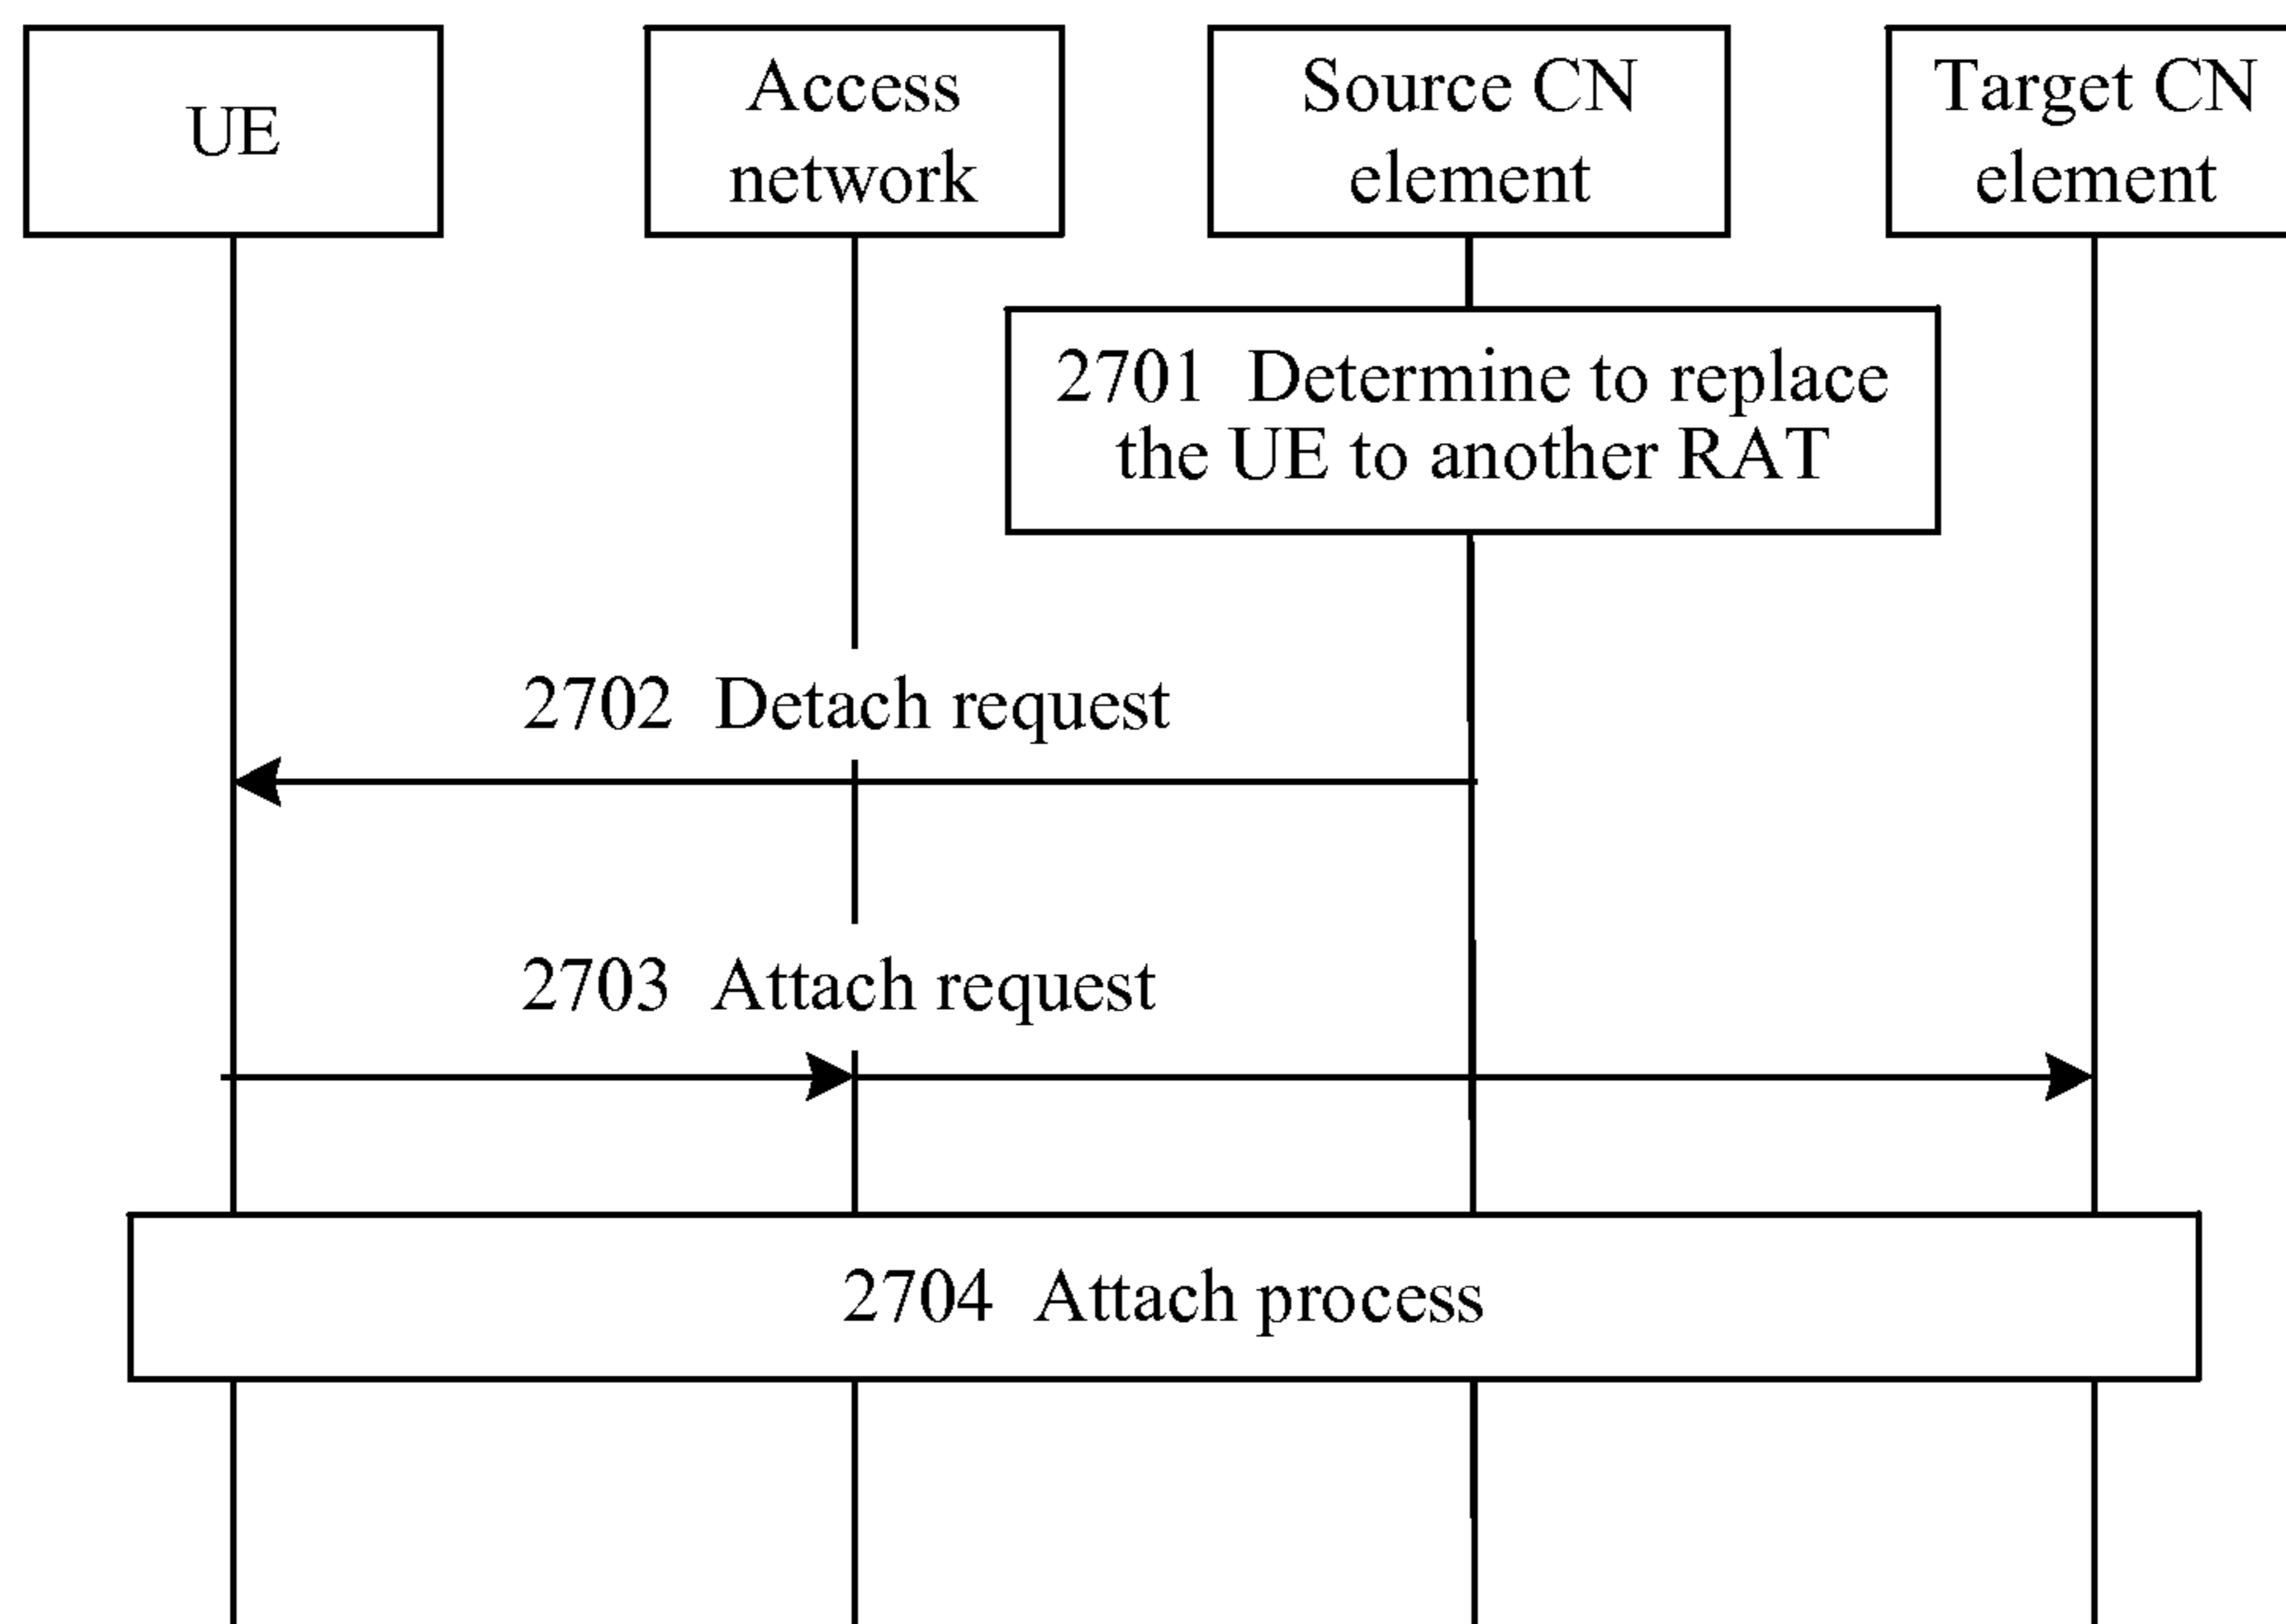 UE
Access
network
Source CN
element
Target CN
element
2701 Determine to replace
the UE to another RAT
2702 Detach request
2703 Attach request
2704 Attach process